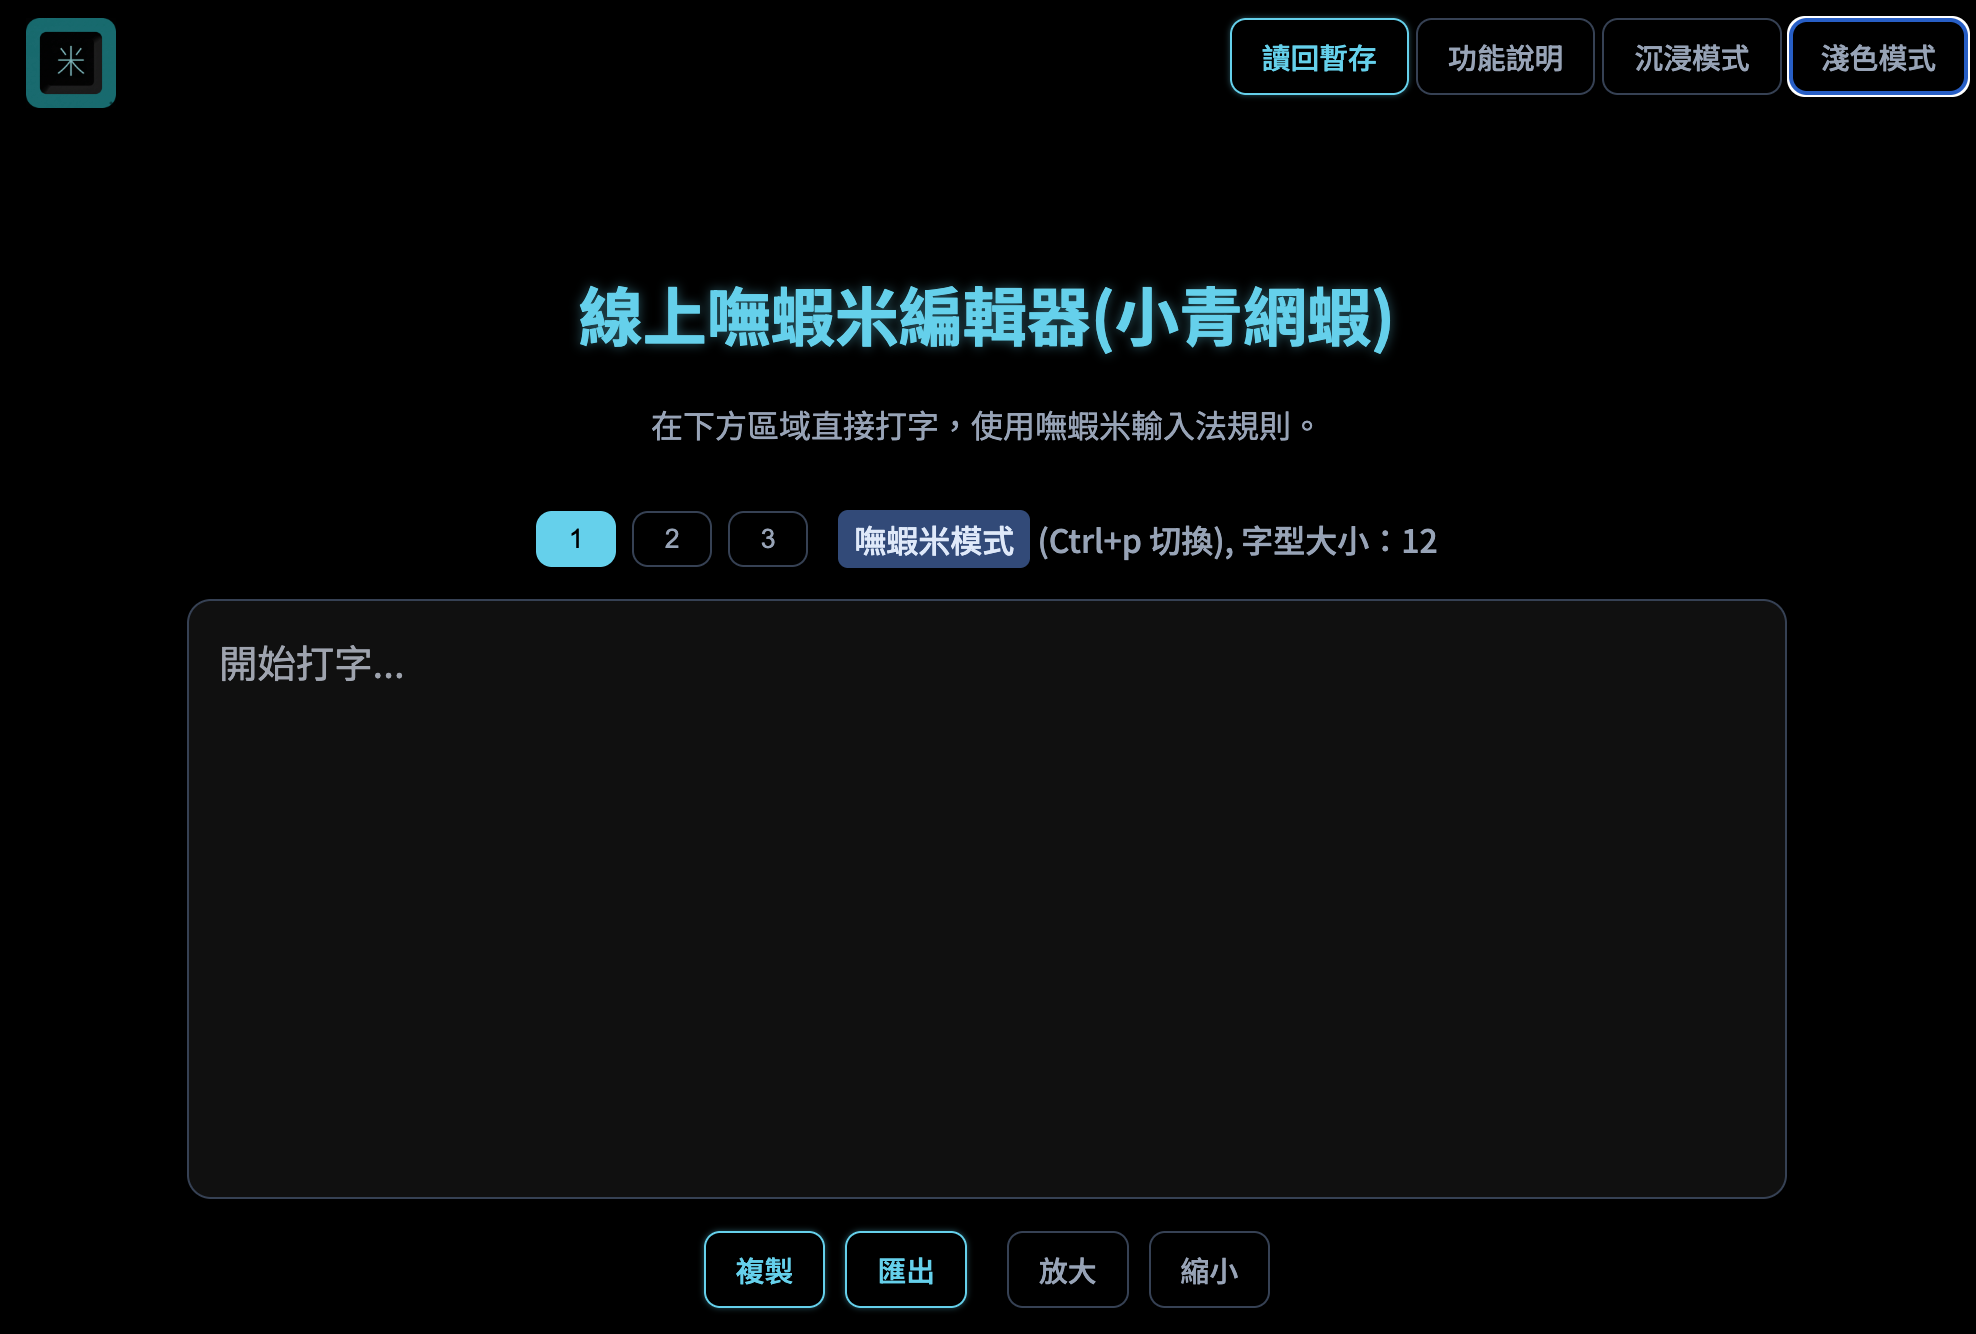 米
讀回暫存 功能說明 沉浸模式 淺色模式
線上嘸蝦米編輯器(小青網蝦)
在下方區域直接打字，使用嘸蝦米輸入法規則。
1 2 3 嘸蝦米模式 (Ctrl+p 切換), 字型大小：12
開始打字...
複製 匯出 放大 縮小